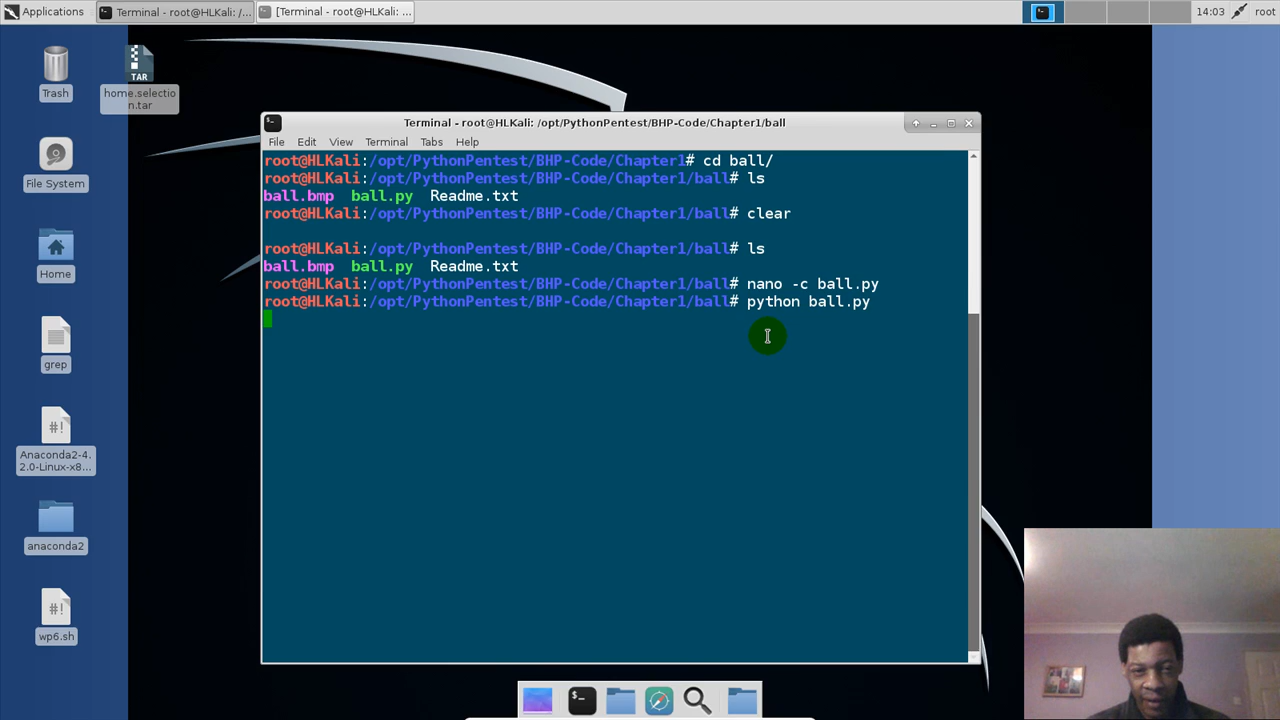 Applications
Terminal - root@HLKali: /...
[Terminal - root@HLKali: ...
14:03
root
Trash
TAR
home.selectio
n.tar
File System
Home
grep
#!
Anaconda2-4.
2.0-Linux-x8...
anaconda2
#!
wp6.sh
Terminal - root@HLKali: /opt/PythonPentest/BHP-Code/Chapter1/ball
File Edit View Terminal Tabs Help
root@HLKali:/opt/PythonPentest/BHP-Code/Chapter1# cd ball/
root@HLKali:/opt/PythonPentest/BHP-Code/Chapter1/ball# ls
ball.bmp ball.py Readme.txt
root@HLKali:/opt/PythonPentest/BHP-Code/Chapter1/ball# clear
root@HLKali:/opt/PythonPentest/BHP-Code/Chapter1/ball# ls
ball.bmp ball.py Readme.txt
root@HLKali:/opt/PythonPentest/BHP-Code/Chapter1/ball# nano -c ball.py
root@HLKali:/opt/PythonPentest/BHP-Code/Chapter1/ball# python ball.py
$-